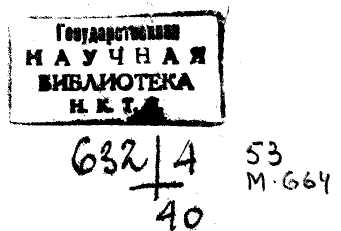 Государственная
НАУЧНАЯ
БИБЛИОТЕКА
Н. К. Т.
632 4
40
53
М-664